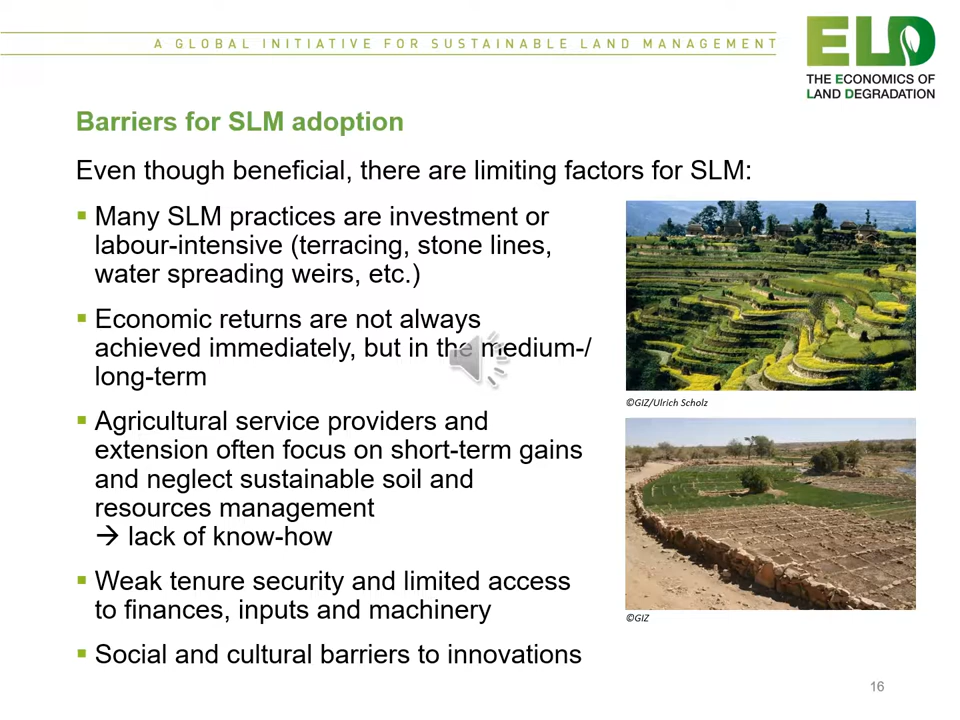 A GLOBAL INITIATIVE FOR SUSTAINABLE LAND MANAGEMENT
ELD
THE ECONOMICS OF
LAND DEGRADATION
Barriers for SLM adoption
Even though beneficial, there are limiting factors for SLM:
▪ Many SLM practices are investment or
labour-intensive (terracing, stone lines,
water spreading weirs, etc.)
▪ Economic returns are not always
achieved immediately, but in the medium-/
long-term
▪ Agricultural service providers and
extension often focus on short-term gains
and neglect sustainable soil and
resources management
→ lack of know-how
▪ Weak tenure security and limited access
to finances, inputs and machinery
▪ Social and cultural barriers to innovations
©GIZ/Ulrich Scholz
©GIZ
16